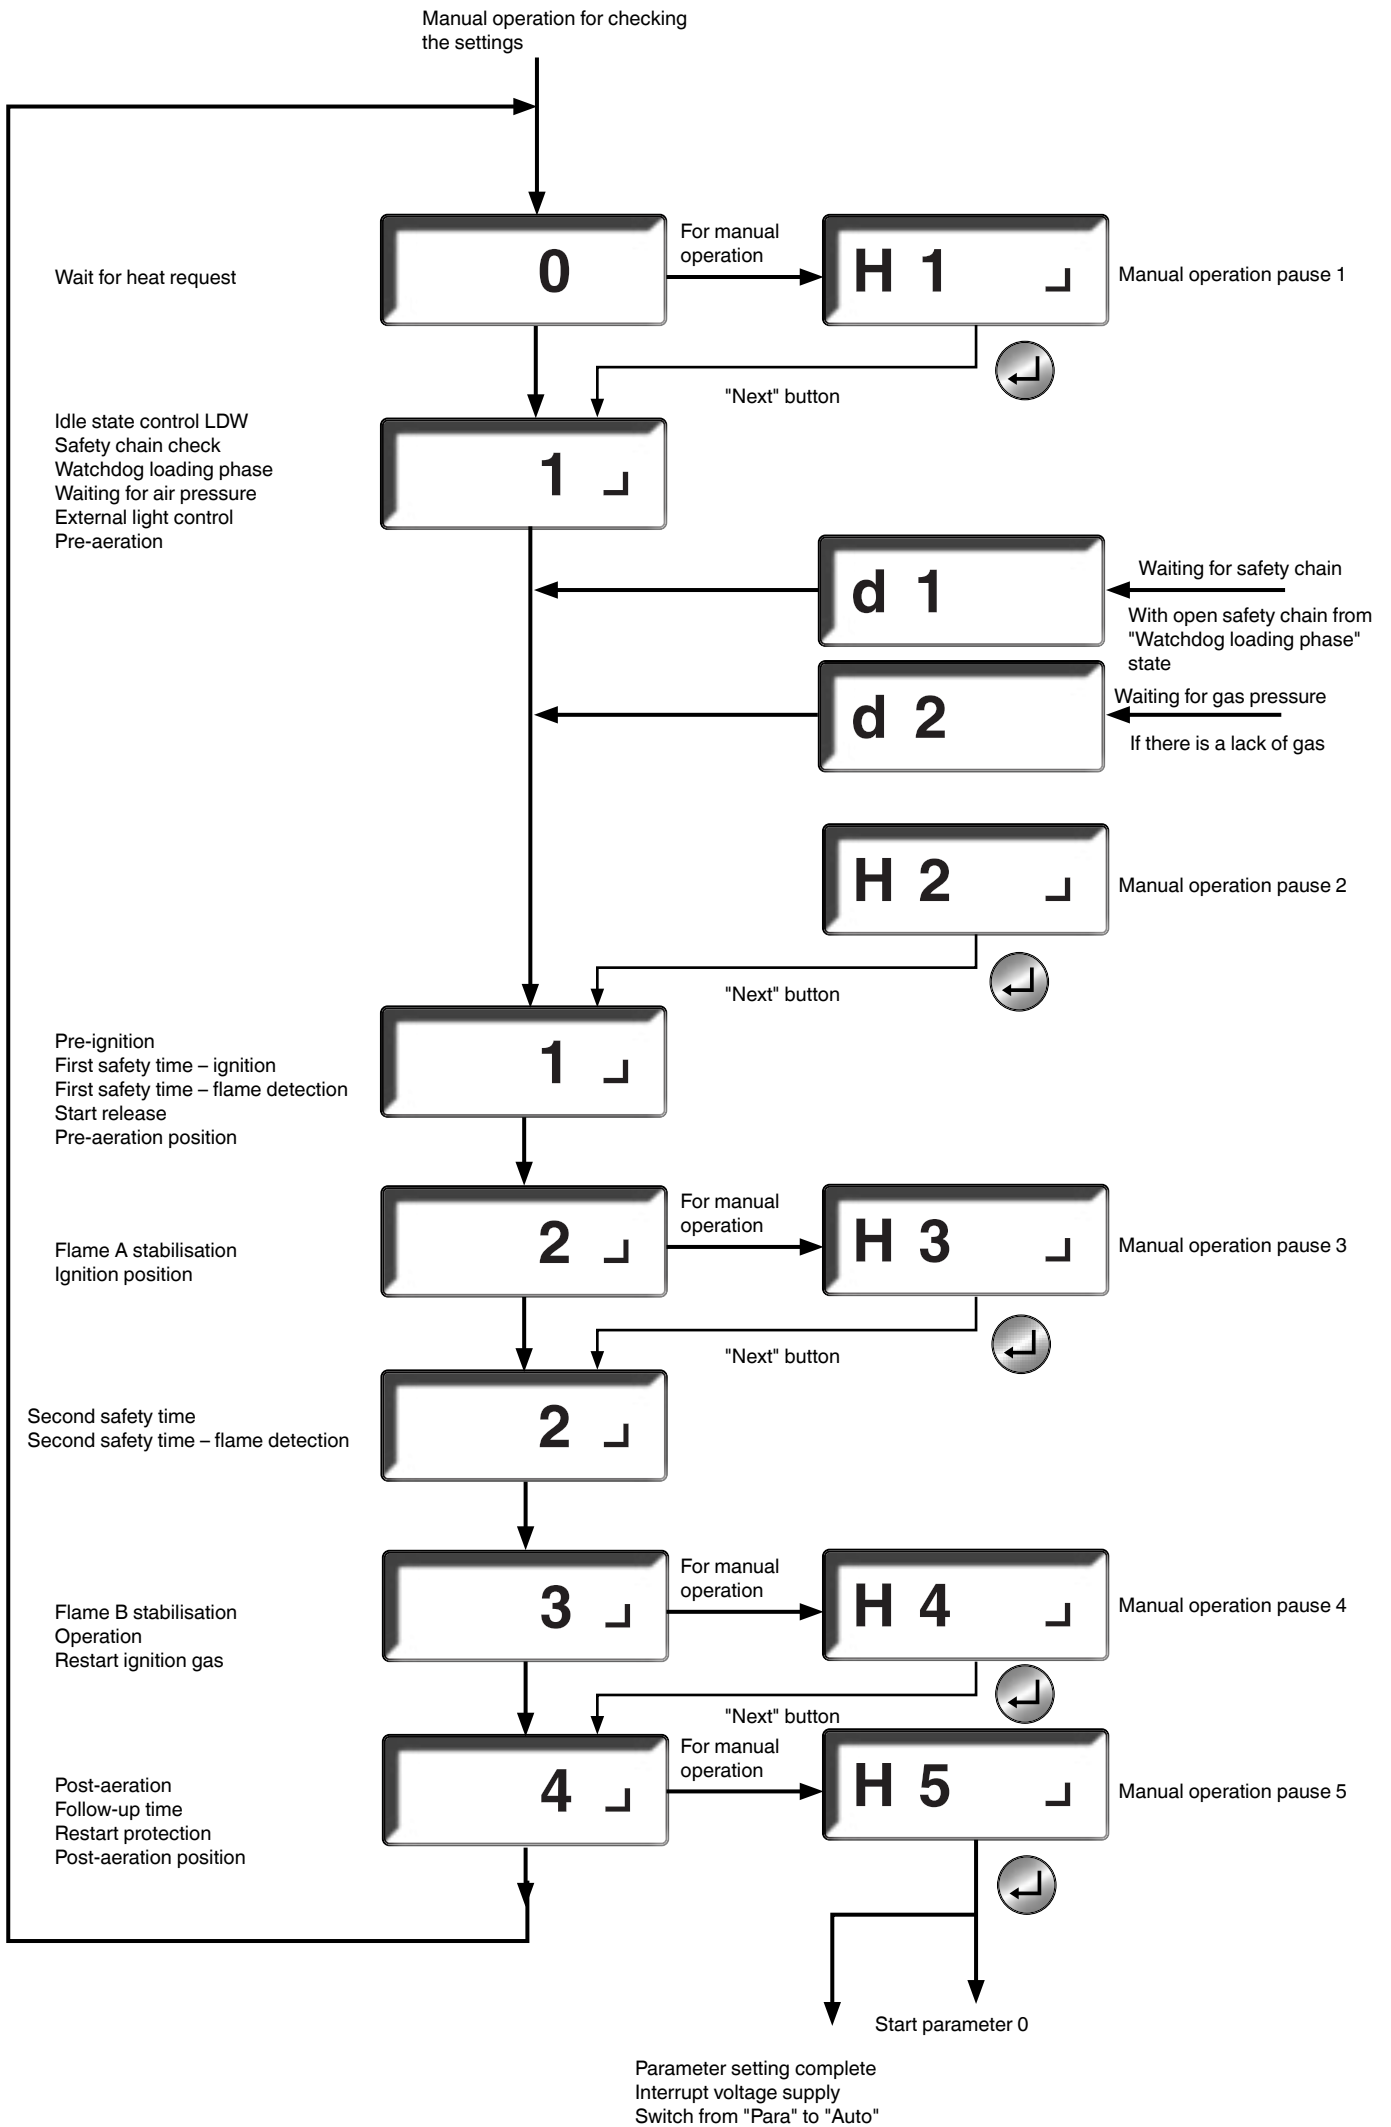 Manual operation for checking
the settings
Wait for heat request
0
For manual
operation
H 1 ┘
Manual operation pause 1
"Next" button
Idle state control LDW
Safety chain check
Watchdog loading phase
Waiting for air pressure
External light control
Pre-aeration
1 ┘
d 1
Waiting for safety chain
With open safety chain from
"Watchdog loading phase"
state
d 2
Waiting for gas pressure
If there is a lack of gas
H 2 ┘
Manual operation pause 2
"Next" button
Pre-ignition
First safety time – ignition
First safety time – flame detection
Start release
Pre-aeration position
1 ┘
Flame A stabilisation
Ignition position
2 ┘
For manual
operation
H 3 ┘
Manual operation pause 3
"Next" button
Second safety time
Second safety time – flame detection
2 ┘
Flame B stabilisation
Operation
Restart ignition gas
3 ┘
For manual
operation
H 4 ┘
Manual operation pause 4
"Next" button
Post-aeration
Follow-up time
Restart protection
Post-aeration position
4 ┘
For manual
operation
H 5 ┘
Manual operation pause 5
Start parameter 0
Parameter setting complete
Interrupt voltage supply
Switch from "Para" to "Auto"